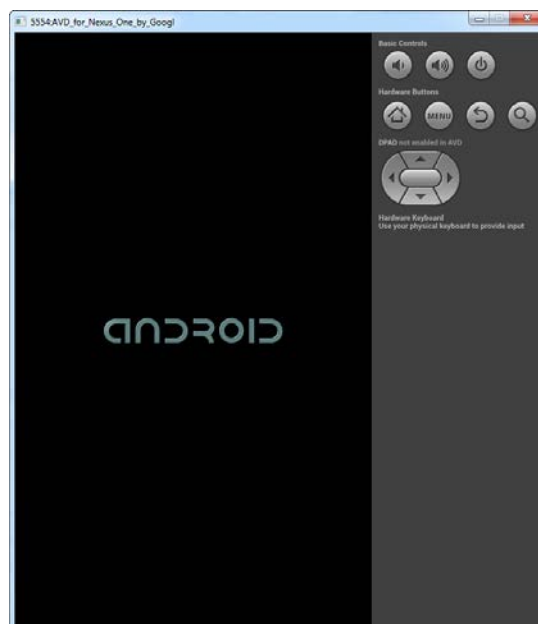 5554:AVD_for_Nexus_One_by_Googl
Basic Controls
Hardware Buttons
MENU
DPAD not enabled in AVD
Hardware Keyboard
Use your physical keyboard to provide input
ANDROID